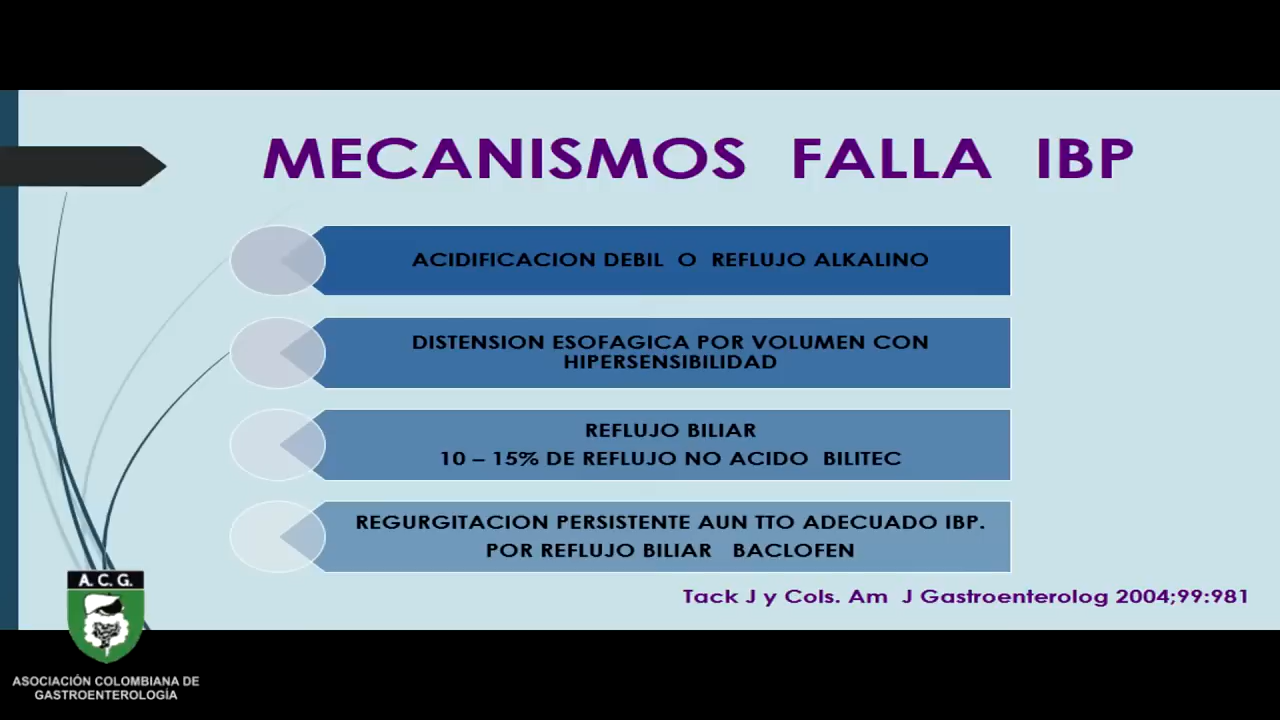 MECANISMOS FALLA IBP
ACIDIFICACION DEBIL O REFLUJO ALKALINO
DISTENSION ESOFAGICA POR VOLUMEN CON
HIPERSENSIBILIDAD
REFLUJO BILIAR
10 – 15% DE REFLUJO NO ACIDO BILITEC
REGURGITACION PERSISTENTE AUN TTO ADECUADO IBP.
POR REFLUJO BILIAR BACLOFEN
Tack J y Cols. Am J Gastroenterolog 2004;99:981
A. C. G.
ASOCIACIÓN COLOMBIANA DE
GASTROENTEROLOGÍA